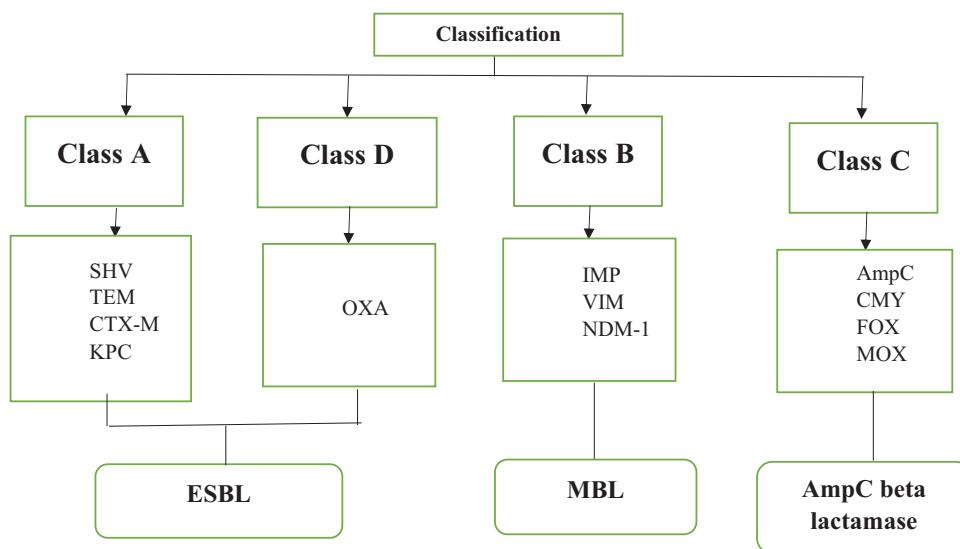 Classification
Class A
Class D
Class B
Class C
SHV
TEM
CTX-M
KPC
OXA
IMP
VIM
NDM-1
AmpC
CMY
FOX
MOX
ESBL
MBL
AmpC beta
lactamase